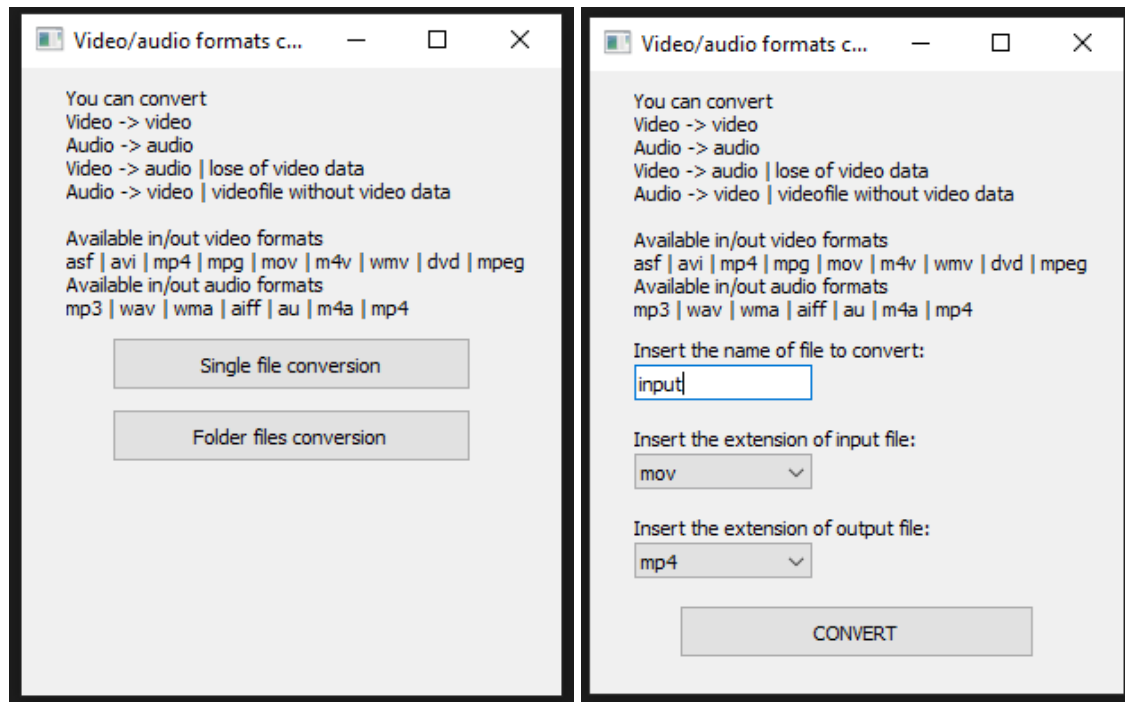 Video/audio formats c...
You can convert
Video -> video
Audio -> audio
Video -> audio | lose of video data
Audio -> video | videofile without video data
Available in/out video formats
asf | avi | mp4 | mpg | mov | m4v | wmv | dvd | mpeg
Available in/out audio formats
mp3 | wav | wma | aiff | au | m4a | mp4
Single file conversion
Folder files conversion
Video/audio formats c...
You can convert
Video -> video
Audio -> audio
Video -> audio | lose of video data
Audio -> video | videofile without video data
Available in/out video formats
asf | avi | mp4 | mpg | mov | m4v | wmv | dvd | mpeg
Available in/out audio formats
mp3 | wav | wma | aiff | au | m4a | mp4
Insert the name of file to convert:
input
Insert the extension of input file:
mov
Insert the extension of output file:
mp4
CONVERT